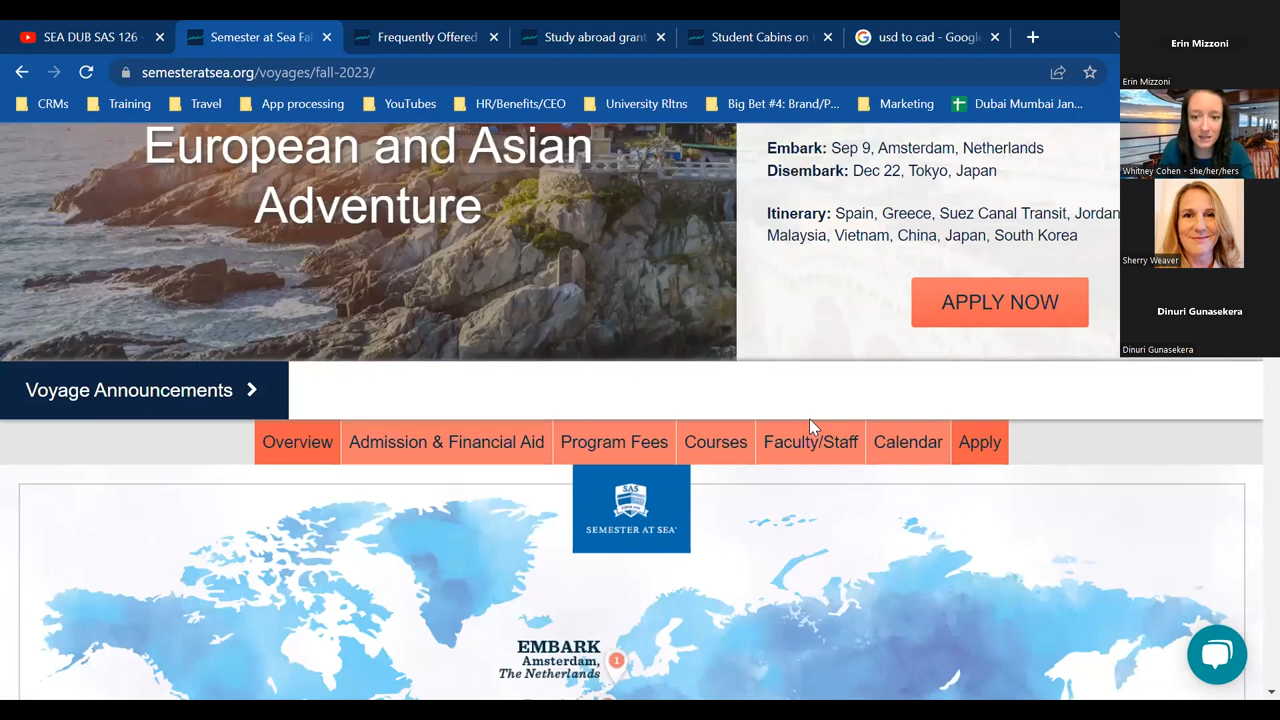 SEA DUB SAS 126 -
Semester at Sea Fal
Frequently Offered
Study abroad grant
Student Cabins on t
usd to cad - Google
semesteratsea.org/voyages/fall-2023/
CRMs
Training
Travel
App processing
YouTubes
HR/Benefits/CEO
University Rltns
Big Bet #4: Brand/P...
Marketing
Dubai Mumbai Jan...
European and Asian
Adventure
Embark: Sep 9, Amsterdam, Netherlands
Disembark: Dec 22, Tokyo, Japan
Itinerary: Spain, Greece, Suez Canal Transit, Jordan
Malaysia, Vietnam, China, Japan, South Korea
APPLY NOW
Erin Mizzoni
Erin Mizzoni
Whitney Cohen - she/her/hers
Sherry Weaver
Dinuri Gunasekera
Dinuri Gunasekera
Voyage Announcements
Overview
Admission & Financial Aid
Program Fees
Courses
Faculty/Staff
Calendar
Apply
SAS
SEMESTER AT SEA
EMBARK
Amsterdam,
The Netherlands
1